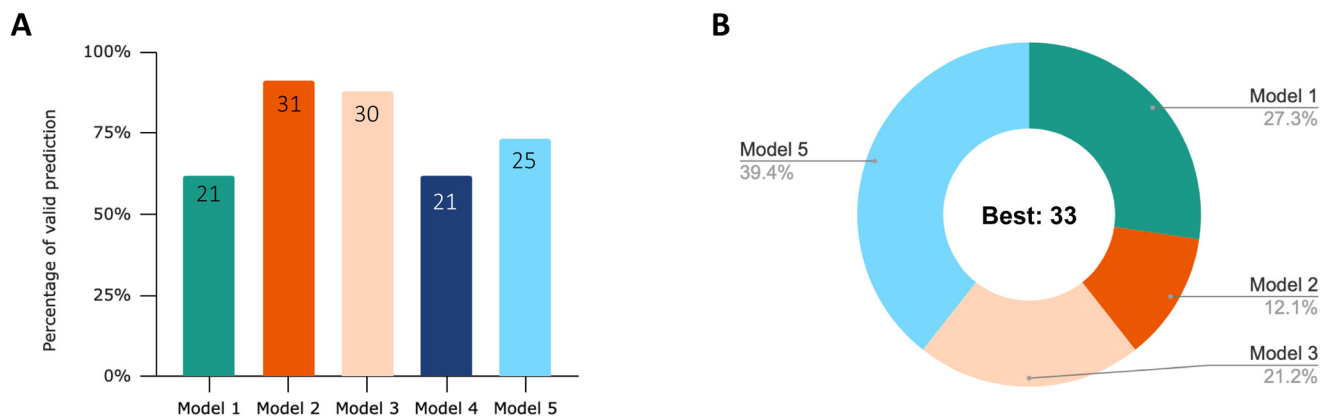 A
Percentage of valid prediction
100%
75%
50%
25%
0%
21
31
30
21
25
Model 1
Model 2
Model 3
Model 4
Model 5
B
Model 1
27.3%
Model 5
39.4%
Best: 33
Model 2
12.1%
Model 3
21.2%